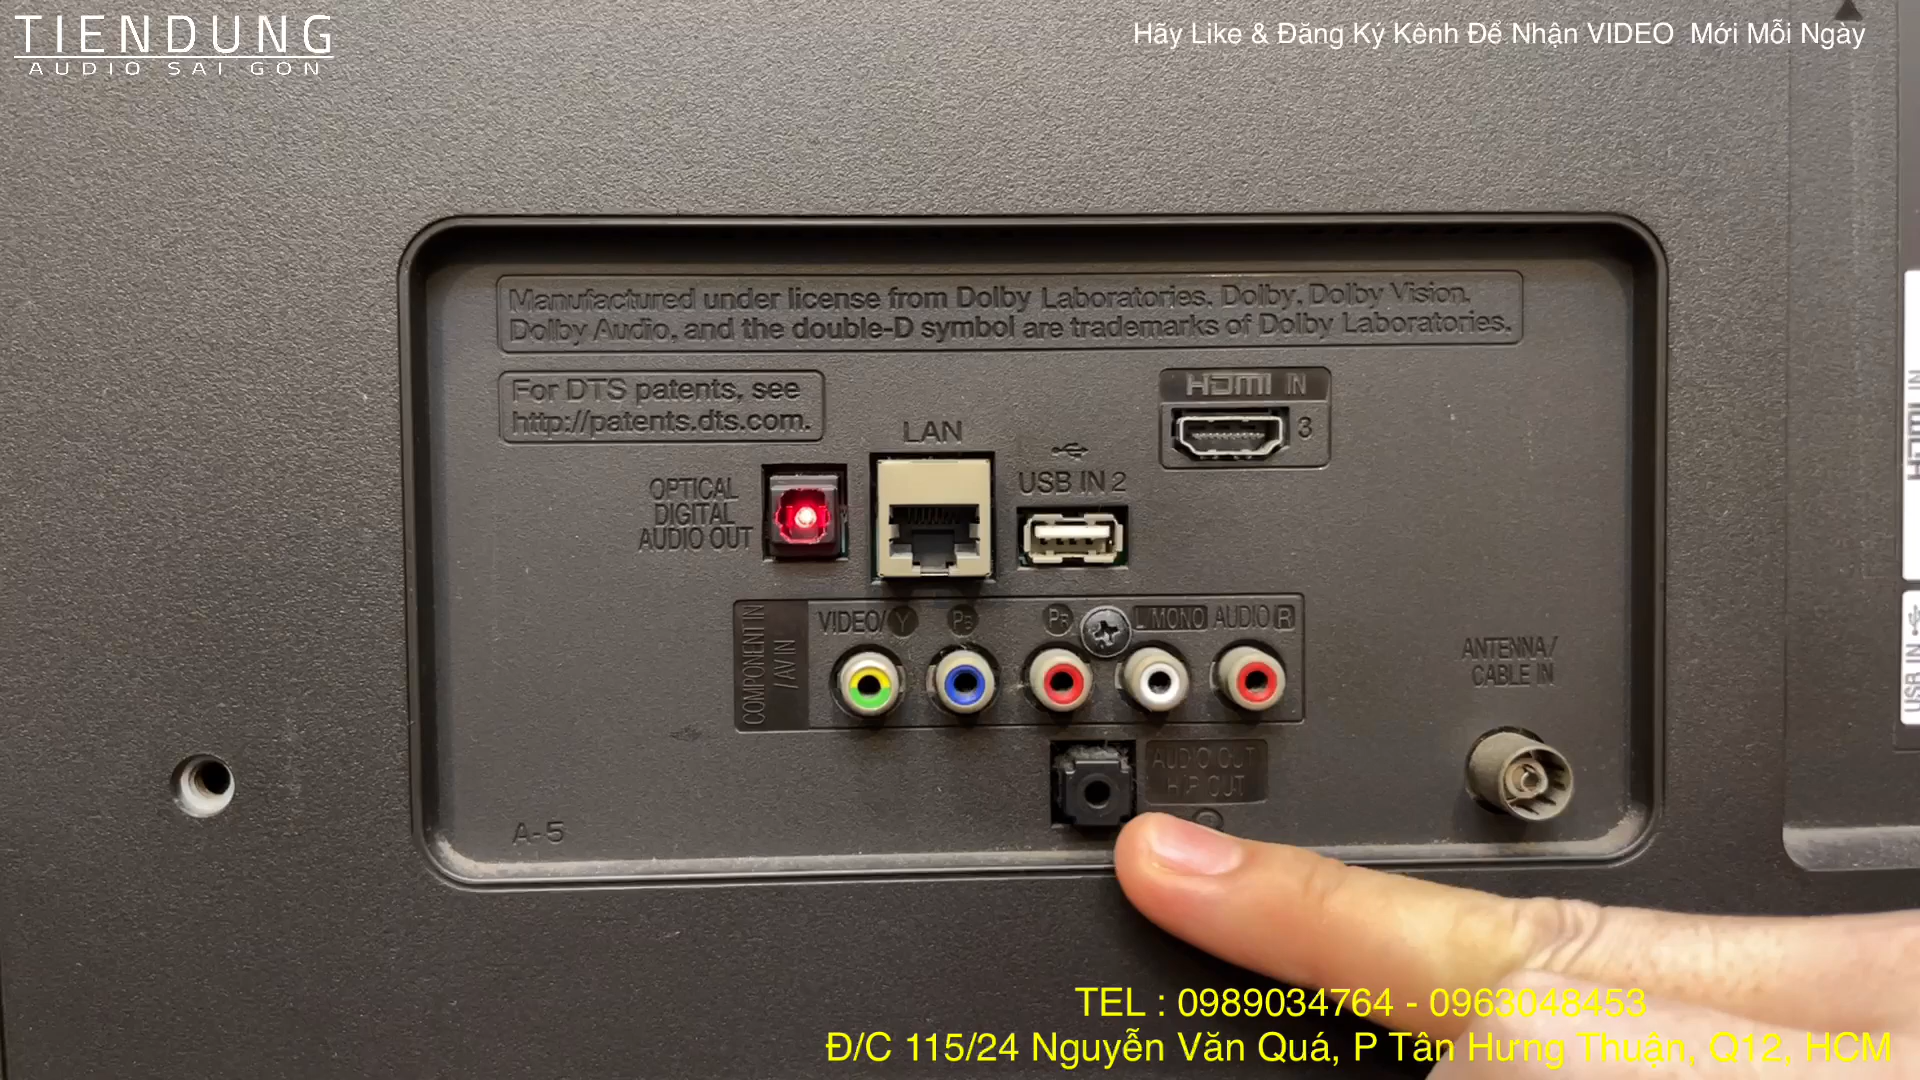 TIENDUNG
AUDIO SAI GON
Hãy Like & Đăng Ký Kênh Để Nhận VIDEO Mới Mỗi Ngày
Manufactured under license from Dolby Laboratories. Dolby, Dolby Vision,
Dolby Audio, and the double-D symbol are trademarks of Dolby Laboratories.
For DTS patents, see
http://patents.dts.com.
HDMI IN
3
LAN
USB IN 2
OPTICAL
DIGITAL
AUDIO OUT
COMPONENT IN
/AV IN
VIDEO/ Y
PB
PR
L MONO AUDIO R
ANTENNA/
CABLE IN
AUDIO OUT
H/P OUT
A-5
HDMI IN
USB IN
TEL : 0989034764 - 0963048453
Đ/C 115/24 Nguyễn Văn Quá, P Tân Hưng Thuận, Q12, HCM